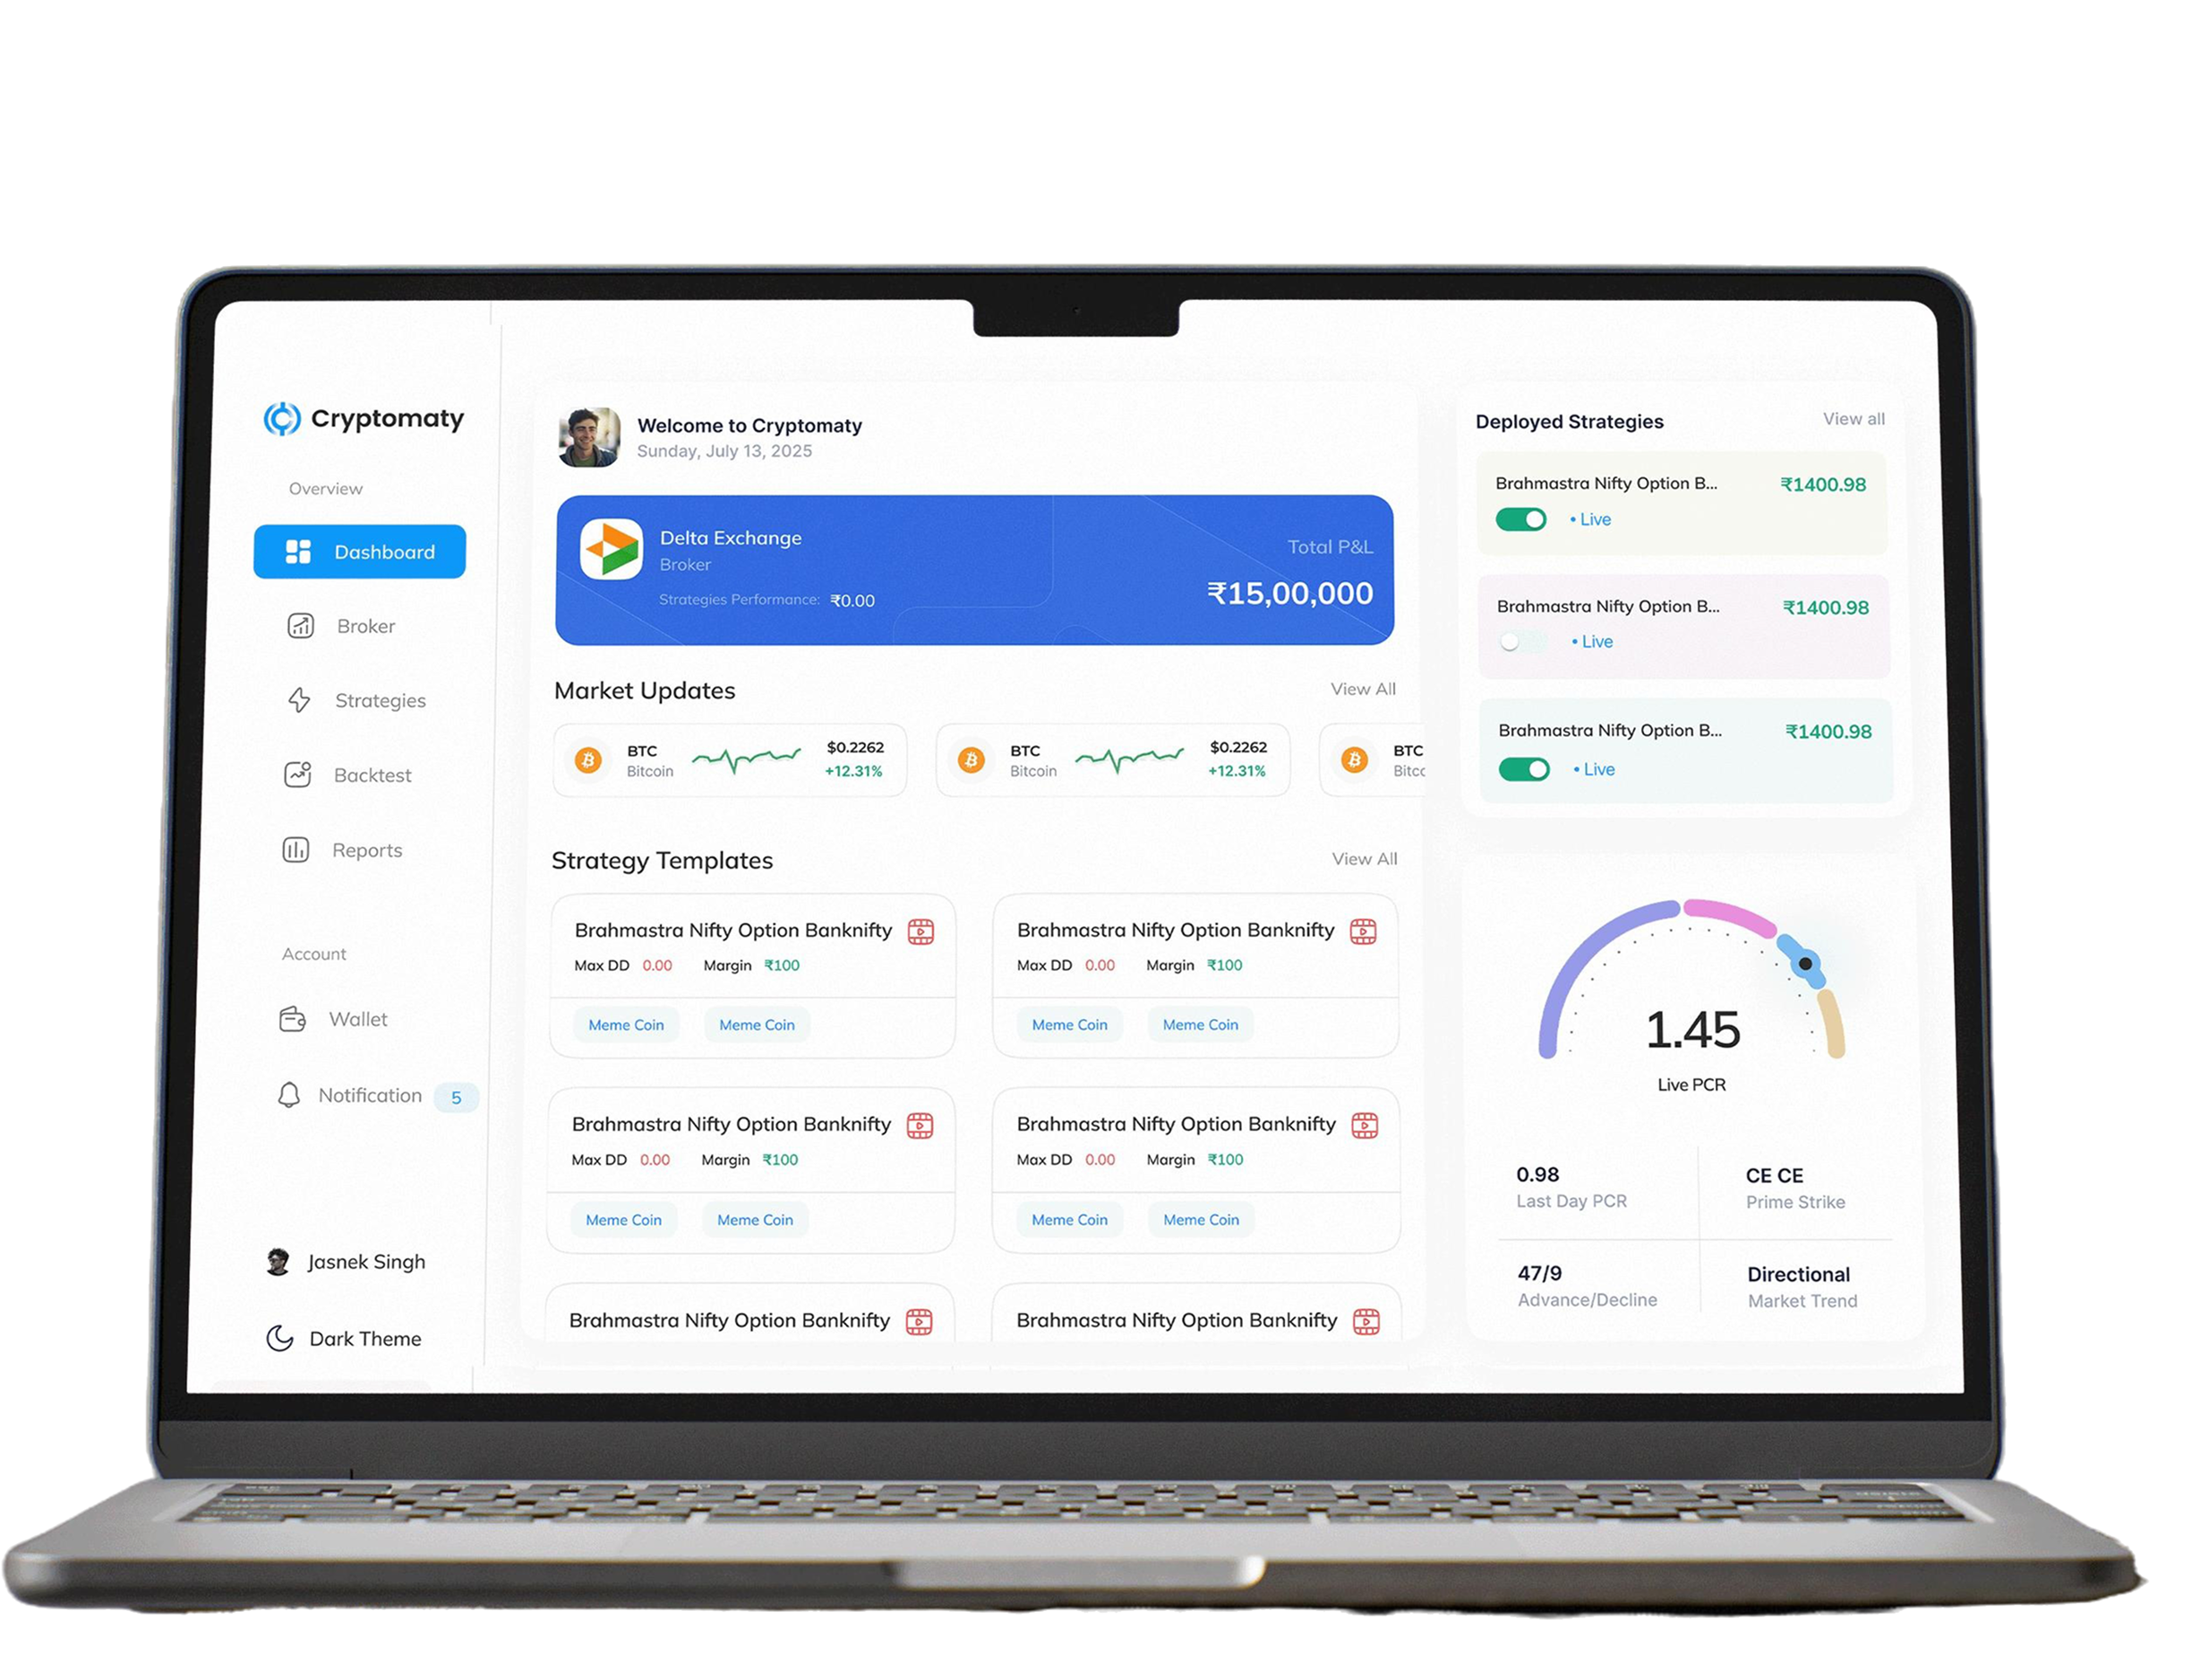 Cryptomaty
Overview
Dashboard
Broker
Strategies
Backtest
Reports
Account
Wallet
Notification 5
Jasnek Singh
Dark Theme
Welcome to Cryptomaty
Sunday, July 13, 2025
Delta Exchange
Broker
Strategies Performance: ₹0.00
Total P&L
₹15,00,000
Market Updates View All
BTC
Bitcoin
$0.2262
+12.31%
BTC
Bitcoin
$0.2262
+12.31%
BTC
Bitc
Strategy Templates View All
Brahmastra Nifty Option Banknifty
Max DD 0.00 Margin ₹100
Meme Coin Meme Coin
Brahmastra Nifty Option Banknifty
Max DD 0.00 Margin ₹100
Meme Coin Meme Coin
Brahmastra Nifty Option Banknifty
Max DD 0.00 Margin ₹100
Meme Coin Meme Coin
Brahmastra Nifty Option Banknifty
Max DD 0.00 Margin ₹100
Meme Coin Meme Coin
Brahmastra Nifty Option Banknifty
Brahmastra Nifty Option Banknifty
Deployed Strategies View all
Brahmastra Nifty Option B... ₹1400.98
• Live
Brahmastra Nifty Option B... ₹1400.98
• Live
Brahmastra Nifty Option B... ₹1400.98
• Live
1.45
Live PCR
0.98
Last Day PCR
CE CE
Prime Strike
47/9
Advance/Decline
Directional
Market Trend